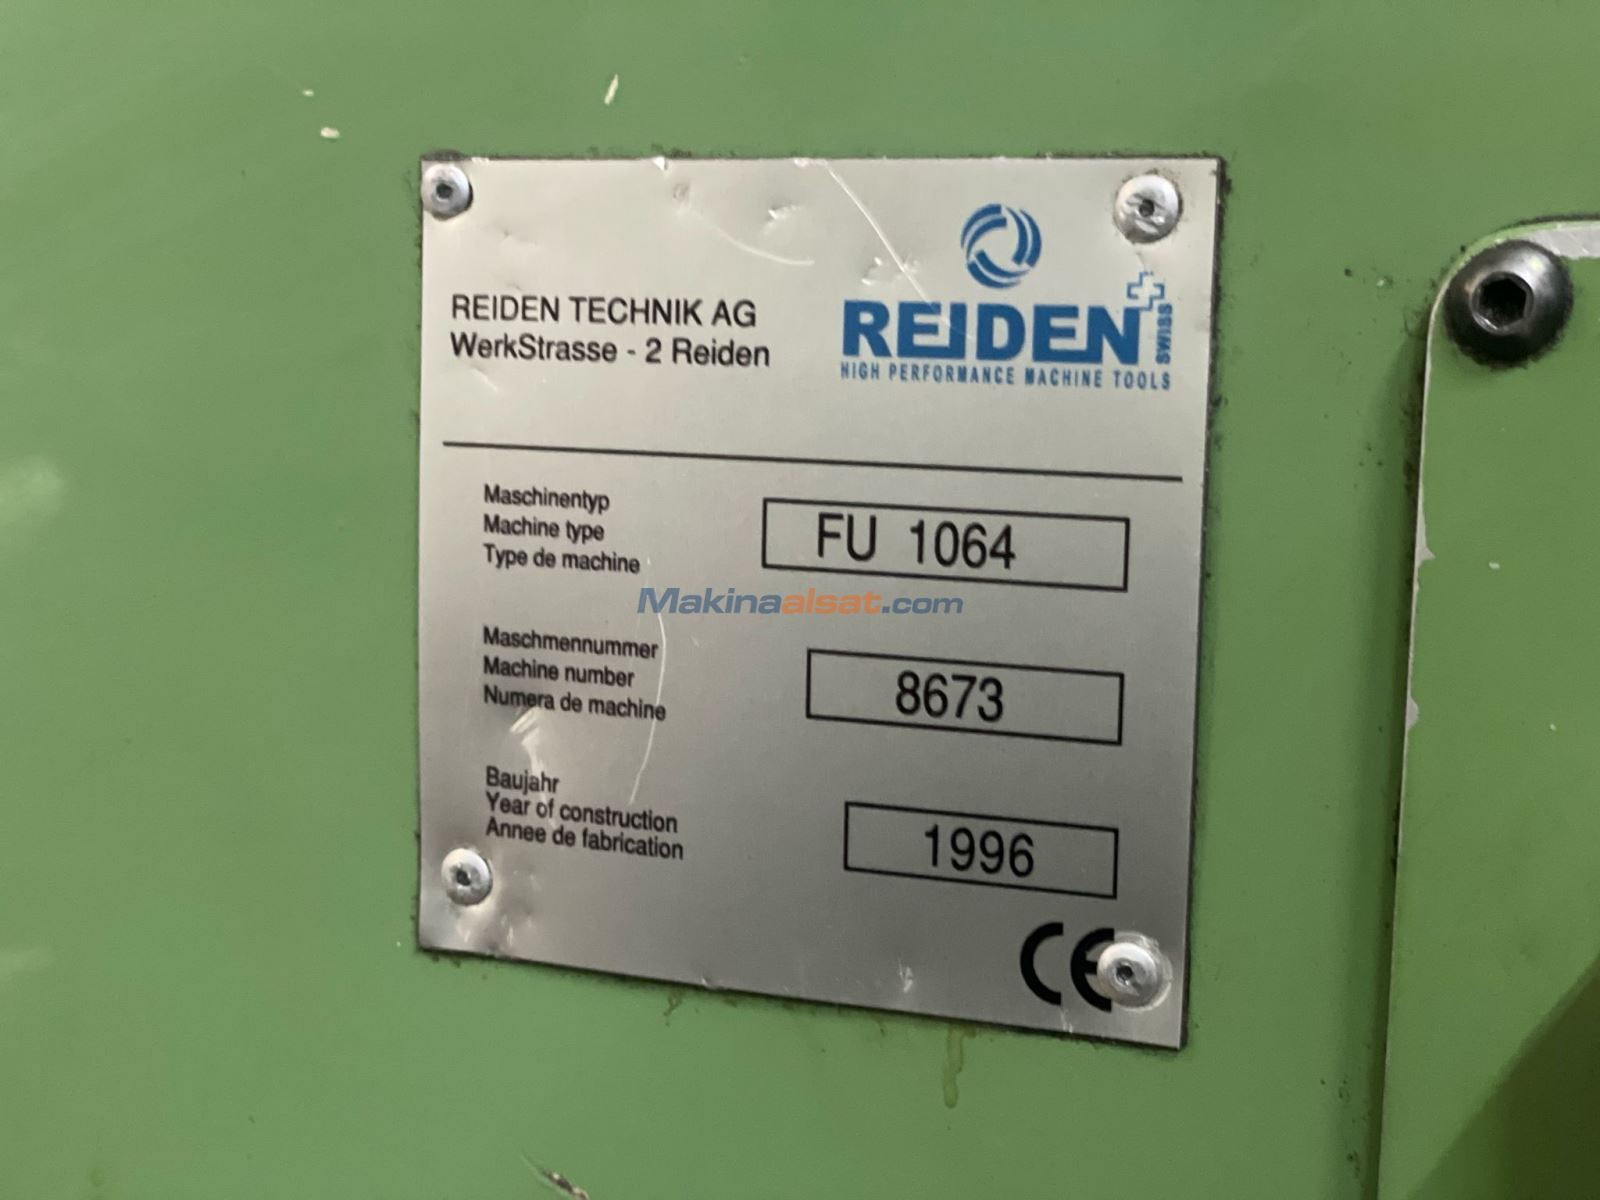 REIDEN TECHNIK AG
WerkStrasse - 2 Reiden
REIDEN
SWISS
HIGH PERFORMANCE MACHINE TOOLS
Maschinentyp
Machine type
Type de machine
FU 1064
Makinaalsat.com
Maschmennummer
Machine number
Numera de machine
8673
Baujahr
Year of construction
Annee de fabrication
1996
CE